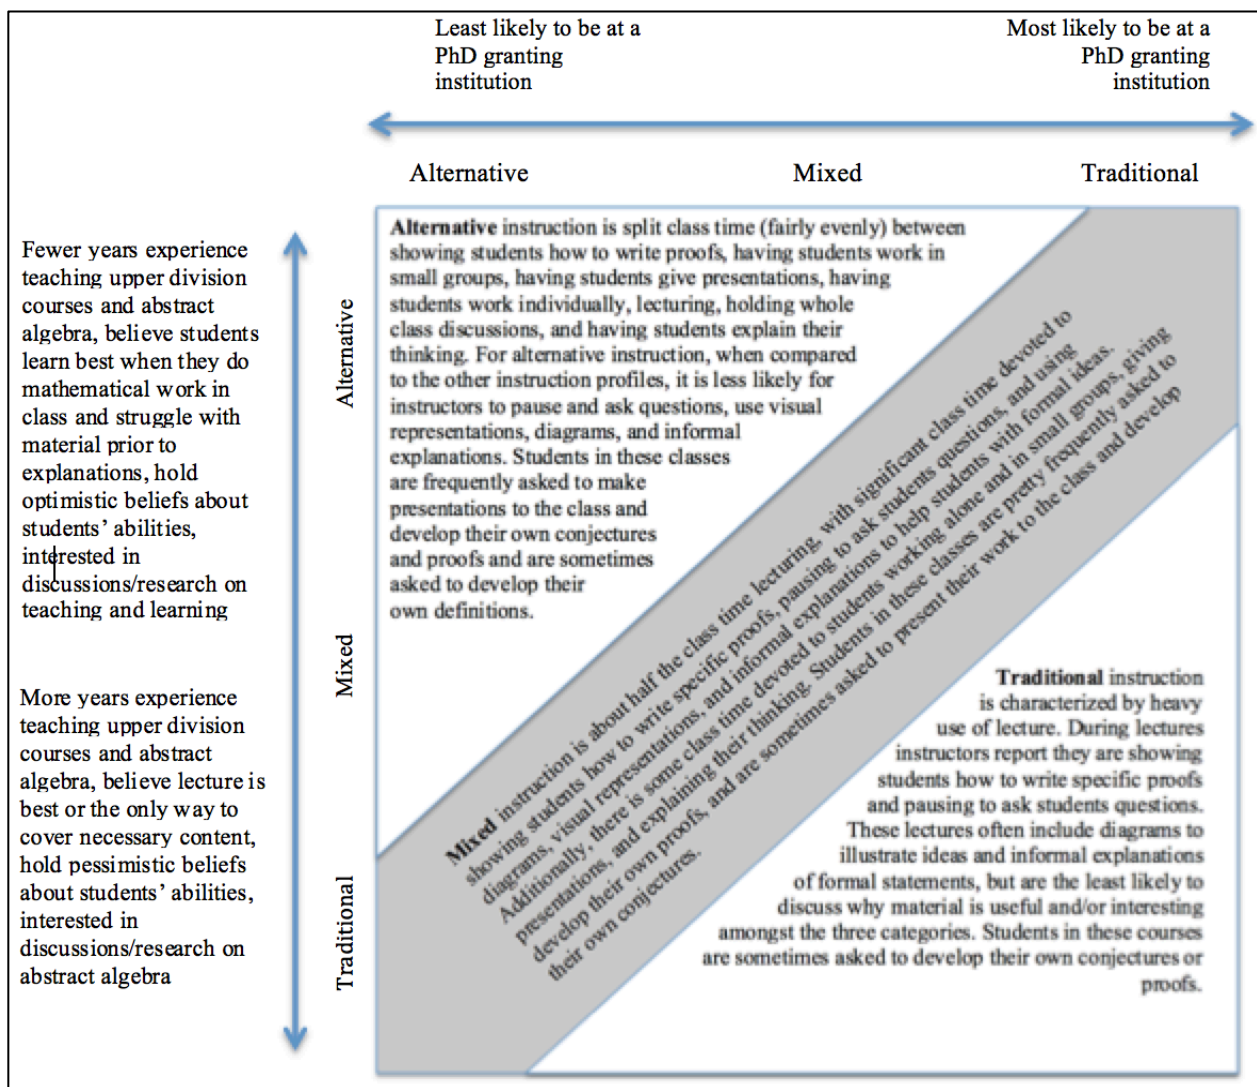 Least likely to be at a
PhD granting
institution
Most likely to be at a
PhD granting
institution
Alternative
Mixed
Traditional
Fewer years experience
teaching upper division
courses and abstract
algebra, believe students
learn best when they do
mathematical work in
class and struggle with
material prior to
explanations, hold
optimistic beliefs about
students' abilities,
interested in
discussions/research on
teaching and learning
More years experience
teaching upper division
courses and abstract
algebra, believe lecture is
best or the only way to
cover necessary content,
hold pessimistic beliefs
about students' abilities,
interested in
discussions/research on
abstract algebra
Alternative
Mixed
Traditional
Alternative instruction is split class time (fairly evenly) between
showing students how to write proofs, having students work in
small groups, having students give presentations, having
students work individually, lecturing, holding whole
class discussions, and having students explain their
thinking. For alternative instruction, when compared
to the other instruction profiles, it is less likely for
instructors to pause and ask questions, use visual
representations, diagrams, and informal
explanations. Students in these classes
are frequently asked to make
presentations to the class and
develop their own conjectures
and proofs and are sometimes
asked to develop their
own definitions.
Mixed instruction is about half the class time lecturing, with significant class time devoted to
showing students how to write specific proofs, pausing to ask students questions, and using
diagrams, visual representations, and informal explanations to help students with formal ideas.
Additionally, there is some class time devoted to students working alone and in small groups, giving
presentations, and explaining their thinking. Students in these classes are pretty frequently asked to
develop their own proofs, and are sometimes asked to present their work to the class and develop
their own conjectures.
Traditional instruction
is characterized by heavy
use of lecture. During lectures
instructors report they are showing
students how to write specific proofs
and pausing to ask students questions.
These lectures often include diagrams to
illustrate ideas and informal explanations
of formal statements, but are the least likely to
discuss why material is useful and/or interesting
amongst the three categories. Students in these courses
are sometimes asked to develop their own conjectures or
proofs.